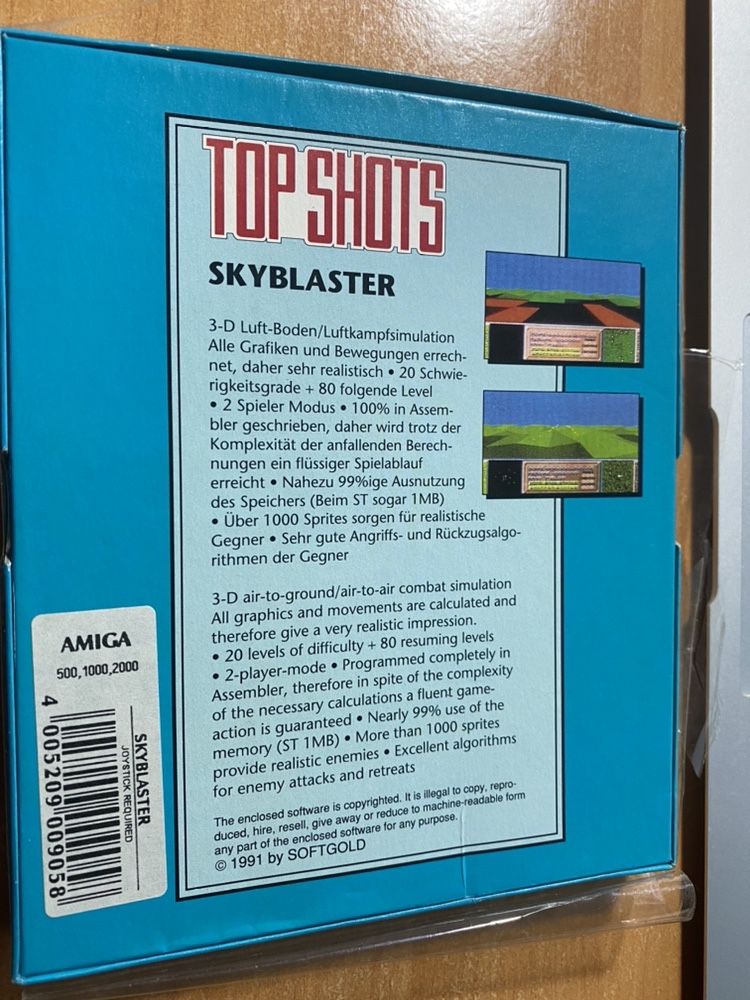 TOP SHOTS
SKYBLASTER
3-D Luft-Boden/Luftkampfsimulation
Alle Grafiken und Bewegungen errech-
net, daher sehr realistisch • 20 Schwie-
rigkeitsgrade + 80 folgende Level
• 2 Spieler Modus • 100% in Assem-
bler geschrieben, daher wird trotz der
Komplexität der anfallenden Berech-
nungen ein flüssiger Spielablauf
erreicht • Nahezu 99%ige Ausnutzung
des Speichers (Beim ST sogar 1MB)
• Über 1000 Sprites sorgen für realistische
Gegner • Sehr gute Angriffs- und Rückzugsalgo-
rithmen der Gegner
3-D air-to-ground/air-to-air combat simulation
All graphics and movements are calculated and
therefore give a very realistic impression.
• 20 levels of difficulty + 80 resuming levels
• 2-player-mode • Programmed completely in
Assembler, therefore in spite of the complexity
of the necessary calculations a fluent game-
action is guaranteed • Nearly 99% use of the
memory (ST 1MB) • More than 1000 sprites
provide realistic enemies • Excellent algorithms
for enemy attacks and retreats
The enclosed software is copyrighted. It is illegal to copy, repro-
duced, hire, resell, give away or reduce to machine-readable form
any part of the enclosed software for any purpose.
© 1991 by SOFTGOLD
AMIGA
500,1000,2000
SKYBLASTER
JOYSTICK REQUIRED
4 005209 009058